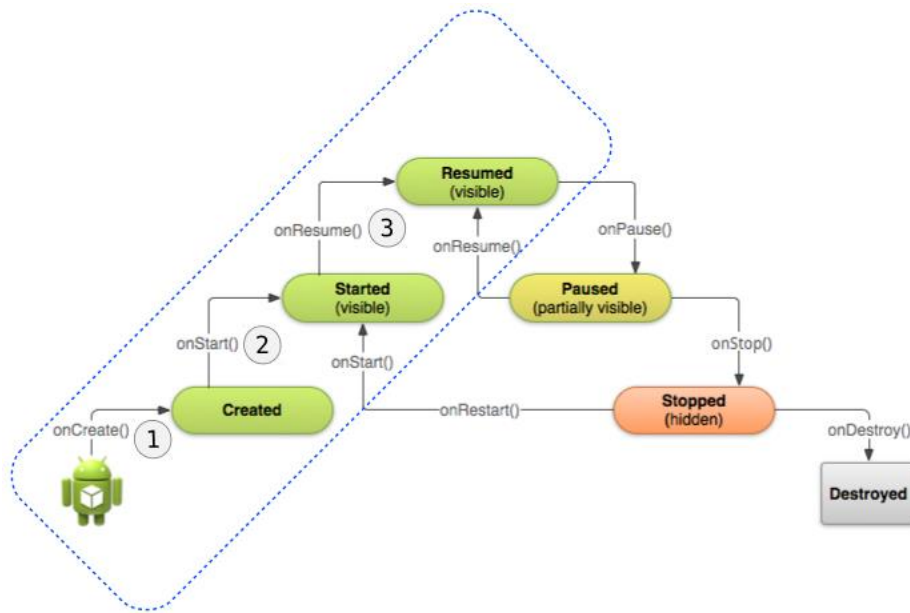 Resumed
(visible)
onResume()
3
onResume()
onPause()
Started
(visible)
Paused
(partially visible)
onStart()
2
onStart()
onStop()
Created
onRestart()
Stopped
(hidden)
onCreate()
1
onDestroy()
Destroyed